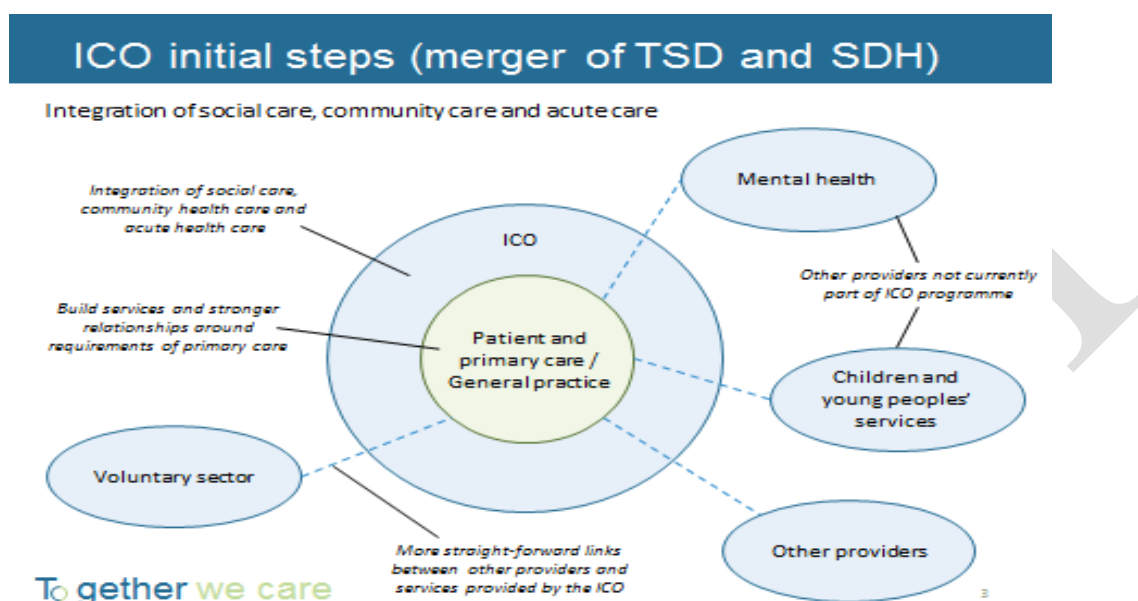 ICO initial steps (merger of TSD and SDH)
Integration of social care, community care and acute care
Mental health
Integration of social care,
community health care and
acute health care
ICO
Other providers not currently
part of ICO programme
Build services and stronger
relationships around
requirements of primary care
Patient and
primary care /
General practice
Children and
young peoples'
services
Voluntary sector
More straight-forward links
between other providers and
services provided by the ICO
Other providers
Together we care
3